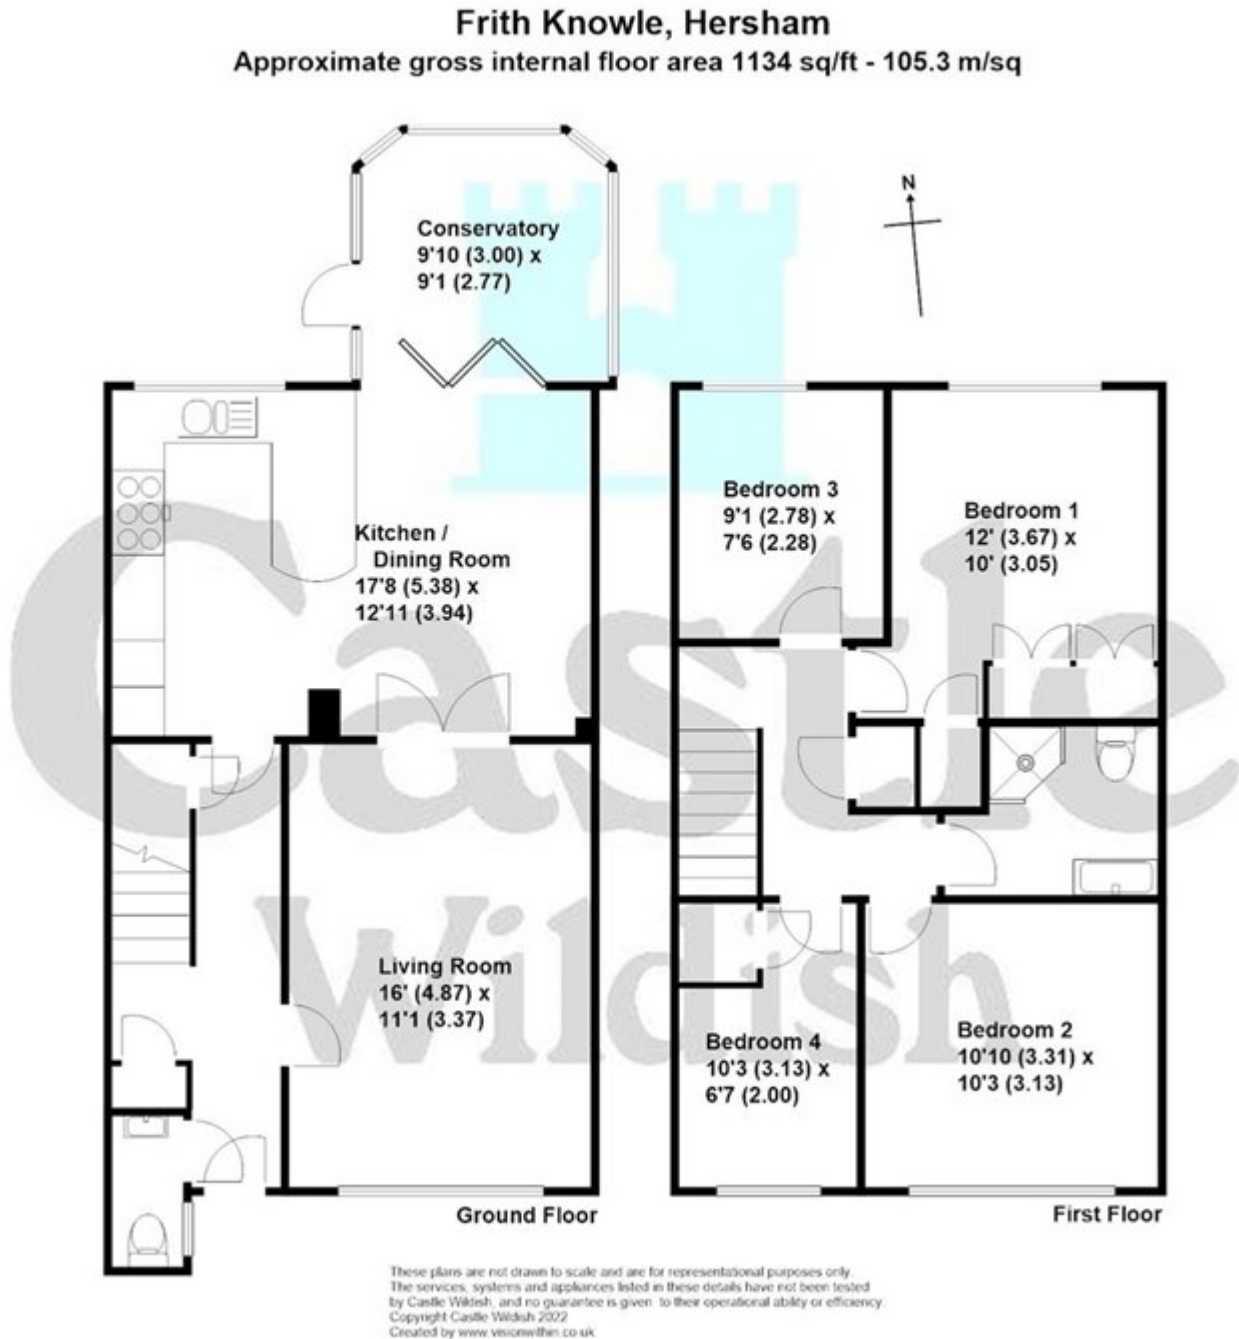 Frith Knowle, Hersham
Approximate gross internal floor area 1134 sq/ft - 105.3 m/sq
N
Conservatory
9'10 (3.00) x
9'1 (2.77)
Kitchen /
Dining Room
17'8 (5.38) x
12'11 (3.94)
Bedroom 3
9'1 (2.78) x
7'6 (2.28)
Bedroom 1
12' (3.67) x
10' (3.05)
Castle
Wildish
Living Room
16' (4.87) x
11'1 (3.37)
Bedroom 4
10'3 (3.13) x
6'7 (2.00)
Bedroom 2
10'10 (3.31) x
10'3 (3.13)
Ground Floor
First Floor
These plans are not drawn to scale and are for representational purposes only.
The services, systems and appliances listed in these details have not been tested
by Castle Wildish, and no guarantee is given to their operational ability or efficiency.
Copyright Castle Wildish 2022
Created by www.visionwithin.co.uk